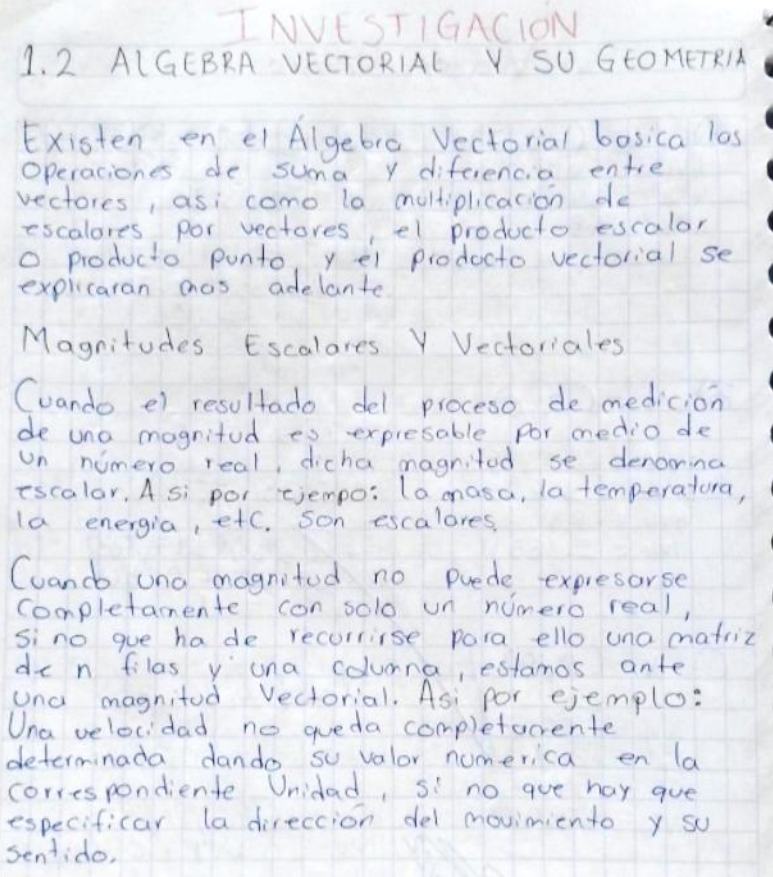 INVESTIGACIÓN
1.2 ALGEBRA VECTORIAL Y SU GEOMETRIA
Existen en el Álgebra Vectorial basica las
operaciones de suma y diferencia entre
vectores, asi como la multiplicación de
escalares por vectores, el producto escalar
o producto punto y el producto vectorial se
explicaran mas adelante
Magnitudes Escalares Y Vectoriales
Cuando el resultado del proceso de medición
de una magnitud es expresable por medio de
un número real, dicha magnitud se denomina
escalar. A si por ejempo: la masa, la temperatura,
la energia, etc. son escalares.
Cuando una magnitud no puede expresarse
completamente con solo un número real,
si no que ha de recurrirse para ello una matriz
de n filas y una columna, estamos ante
una magnitud Vectorial. Asi por ejemplo:
Una velocidad no queda completamente
determinada dando su valor numerica en la
correspondiente Unidad, si no que hay que
especificar la dirección del movimiento y su
sentido.